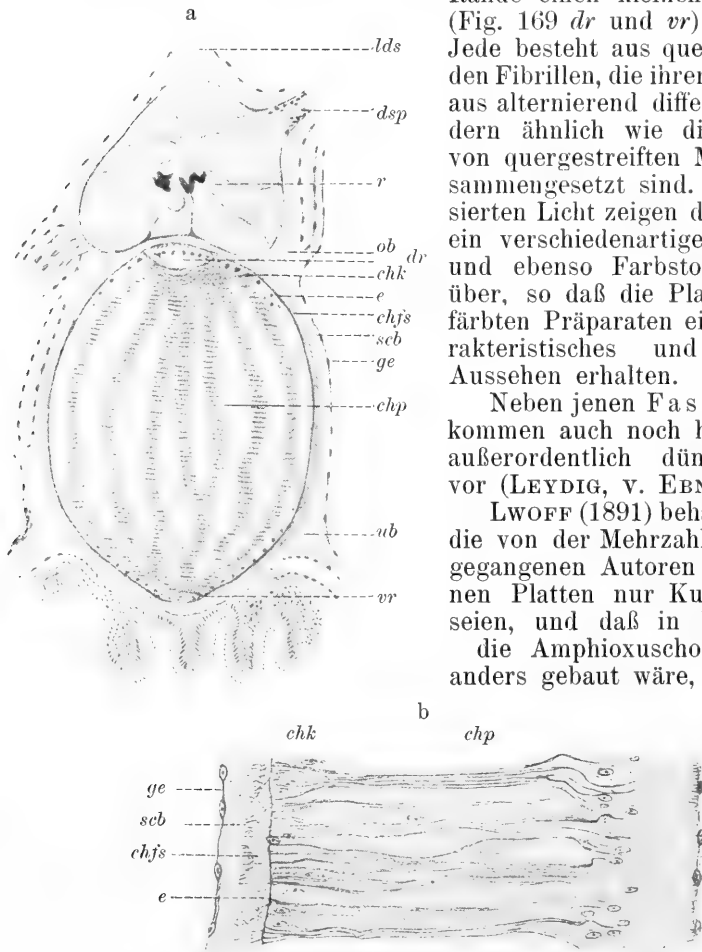 a
lds
dsp
r
ob
dr
chk
e
chfs
scb
ge
chp
ub
vr
(Fig. 169 dr und vr)
Jede besteht aus que
den Fibrillen, die ihren
aus alternierend diffe
dern ähnlich wie di
von quergestreiften M
sammengesetzt sind.
sierten Licht zeigen d
ein verschiedenartige
und ebenso Farbsto
über, so daß die Pla
färbten Präparaten ei
rakteristisches und
Aussehen erhalten.
Neben jenen Fas
kommen auch noch h
außerordentlich dün
vor (LEYDIG, V. EBN
LWOFF (1891) beha
die von der Mehrzahl
gegangenen Autoren
nen Platten nur Ku
seien, und daß in
die Amphioxuscho
anders gebaut wäre,
b
chk chp
ge
scb
chfs
e